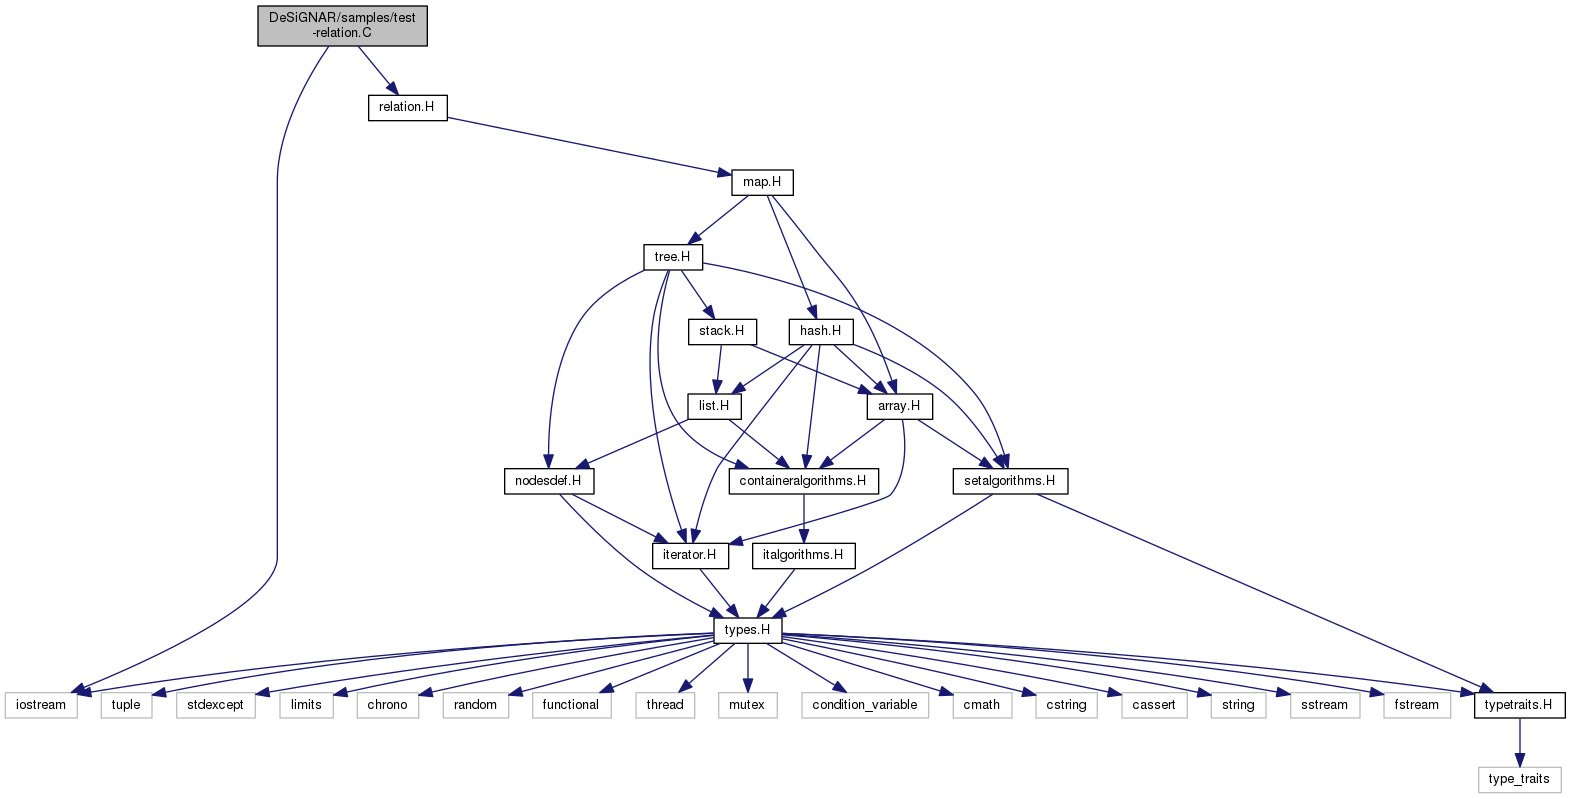 DeSiGNAR/samples/test
-relation.C
relation.H
map.H
tree.H
stack.H
hash.H
list.H
array.H
nodesdef.H
containeralgorithms.H
setalgorithms.H
iterator.H
italgorithms.H
types.H
iostream
tuple
stdexcept
limits
chrono
random
functional
thread
mutex
condition_variable
cmath
cstring
cassert
string
sstream
fstream
typetraits.H
type_traits